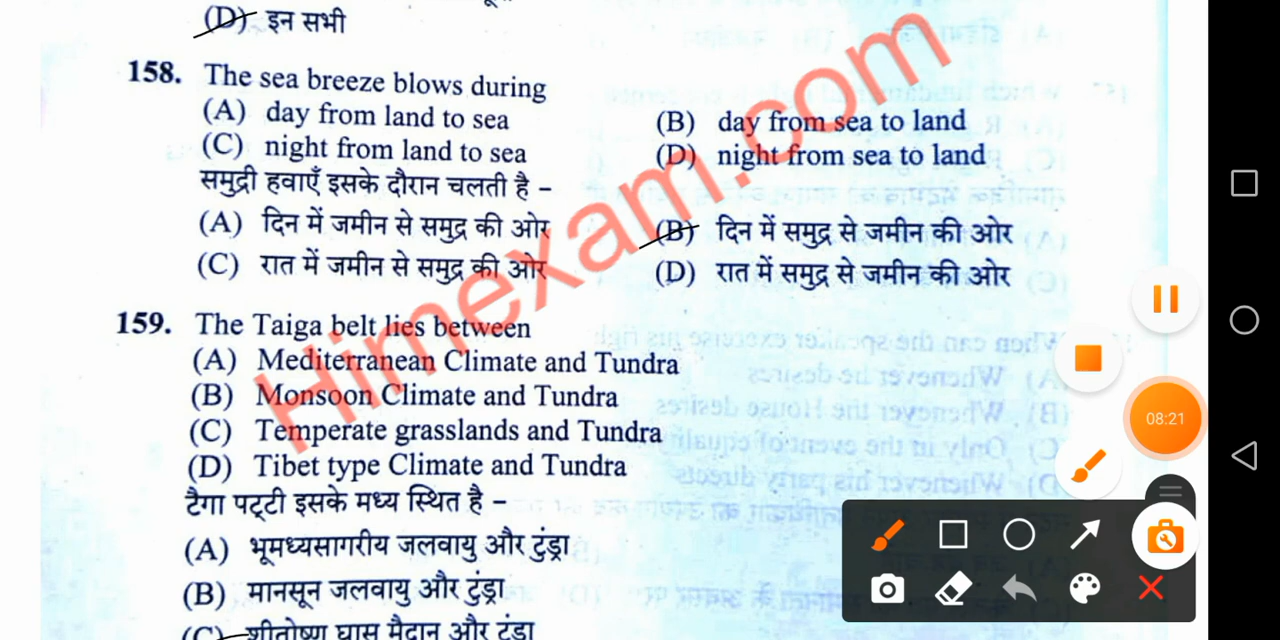 (D) इन सभी
158. The sea breeze blows during
(A) day from land to sea (B) day from sea to land
(C) night from land to sea (D) night from sea to land
समुद्री हवाएँ इसके दौरान चलती है –
(A) दिन में जमीन से समुद्र की ओर (B) दिन में समुद्र से जमीन की ओर
(C) रात में जमीन से समुद्र की ओर (D) रात में समुद्र से जमीन की ओर
159. The Taiga belt lies between
(A) Mediterranean Climate and Tundra
(B) Monsoon Climate and Tundra
(C) Temperate grasslands and Tundra
(D) Tibet type Climate and Tundra
टैगा पट्टी इसके मध्य स्थित है –
(A) भूमध्यसागरीय जलवायु और टुंड्रा
(B) मानसून जलवायु और टुंड्रा
(C) शीतोष्ण घास मैदान और टुंड्रा
Himexam.com
08:21